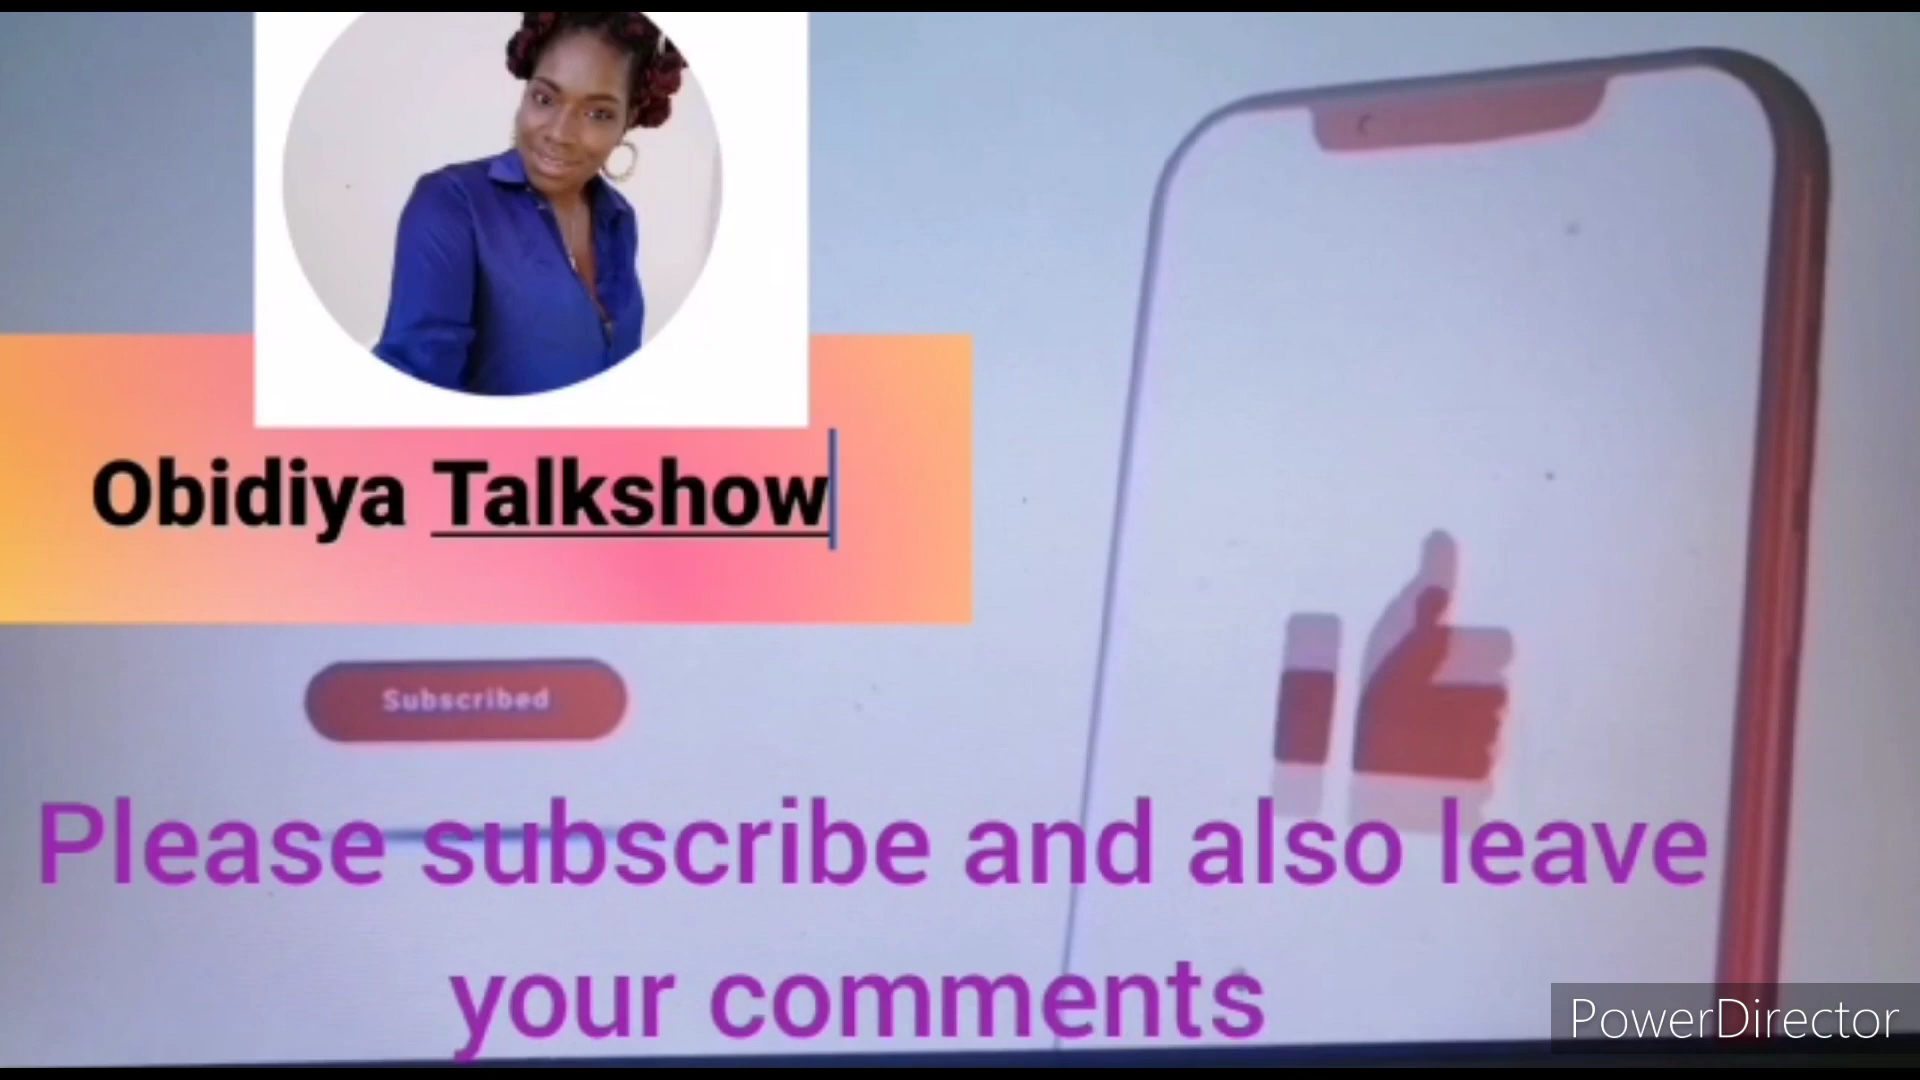 Obidiya Talkshow
Subscribed
Please subscribe and also leave
your comments
PowerDirector